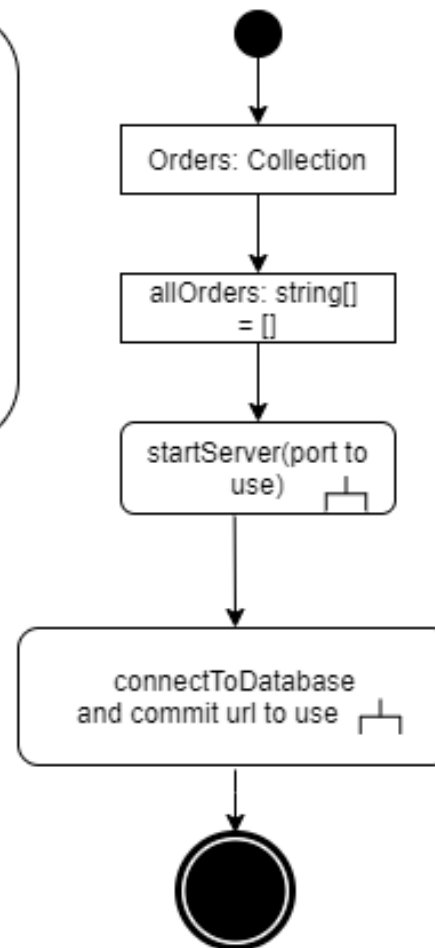 Orders: Collection
allOrders: string[]
= []
startServer(port to
use)
connectToDatabase
and commit url to use